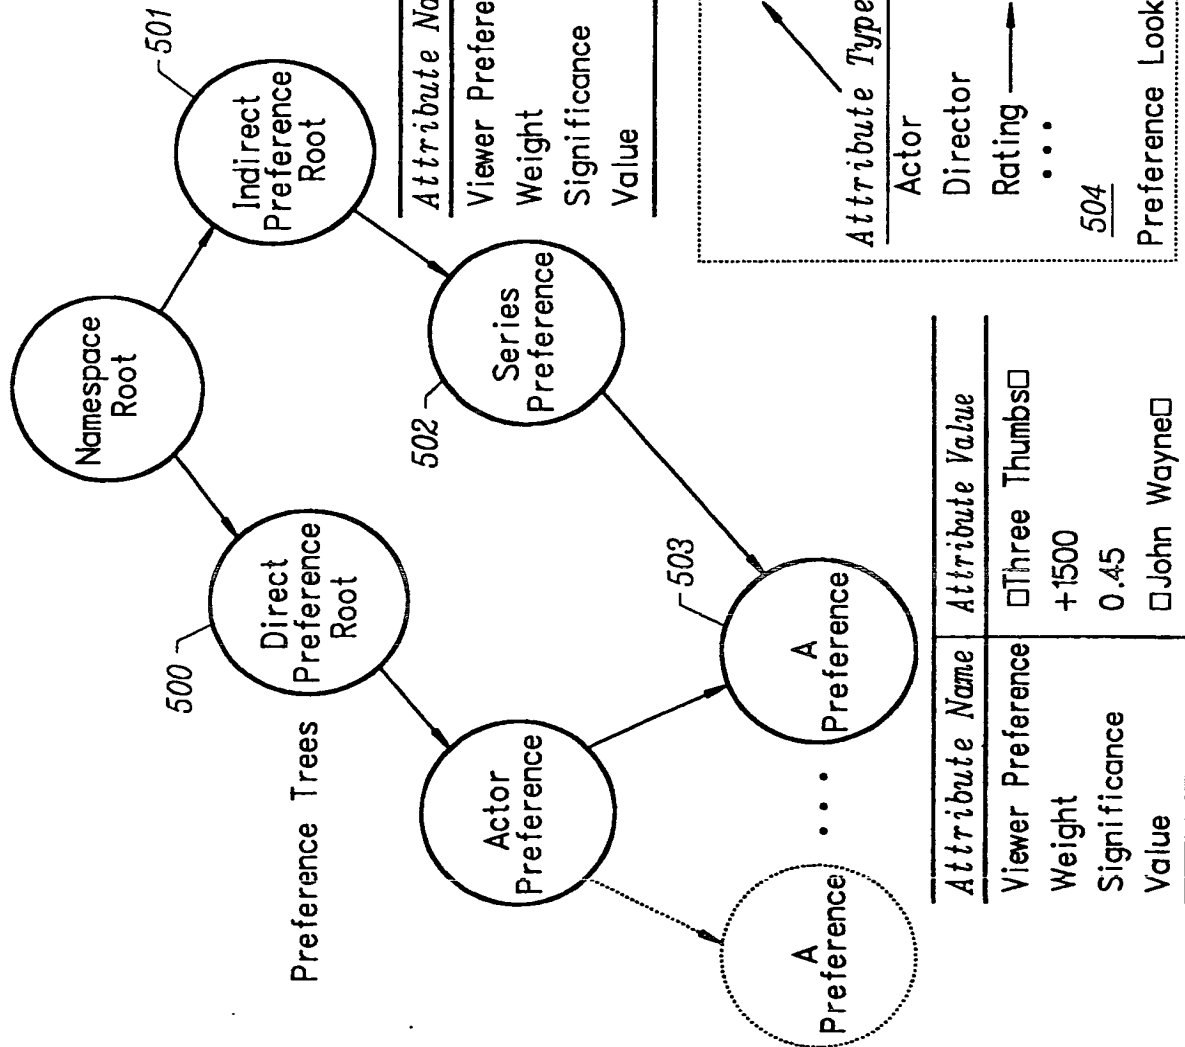 Preference Trees
Namespace
Root
500
Direct
Preference
Root
501
Indirect
Preference
Root
Actor
Preference
502
Series
Preference
A
Preference
• • •
503
A
Preference
Attribute Name Attribute Value
Viewer Preference □Three Thumbs□
Weight +1500
Significance 0.45
Value □John Wayne□
Attribute Na
Viewer Prefere
Weight
Significance
Value
Attribute Type
Actor
Director
Rating
• • •
504
Preference Look